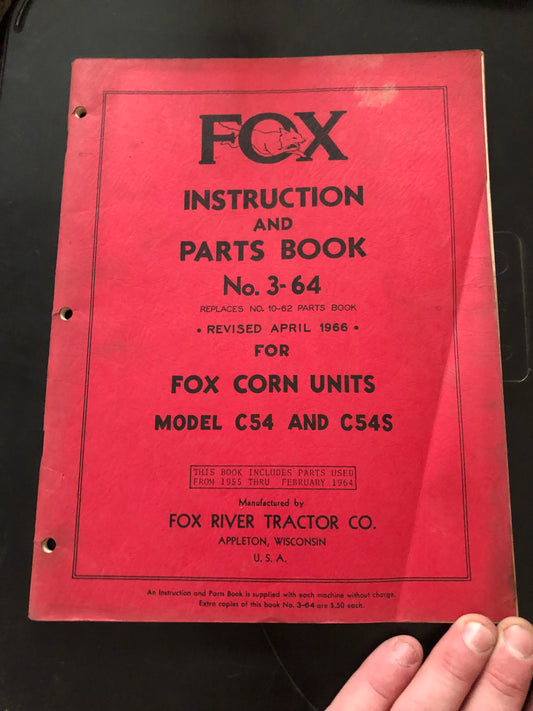 FOX
INSTRUCTION
AND
PARTS BOOK
No. 3-64
REPLACES NO. 10-62 PARTS BOOK
• REVISED APRIL 1966 •
FOR
FOX CORN UNITS
MODEL C54 AND C54S
THIS BOOK INCLUDES PARTS USED
FROM 1955 THRU FEBRUARY 1964
Manufactured by
FOX RIVER TRACTOR CO.
APPLETON, WISCONSIN
U. S. A.
An Instruction and Parts Book is supplied with each machine without charge.
Extra copies of this book No. 3-64 are $.50 each.